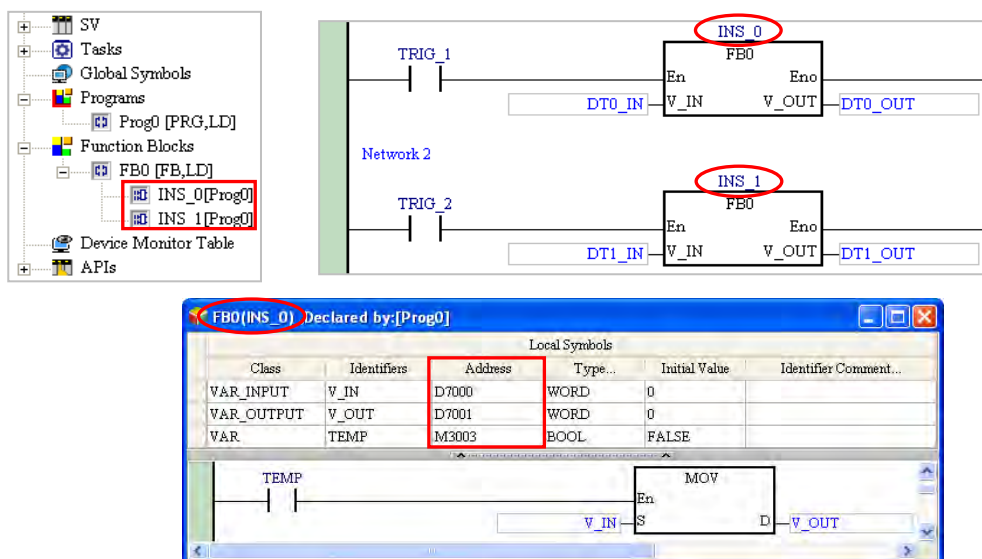 SV
Tasks
Global Symbols
Programs
Prog0 [PRG,LD]
Function Blocks
FB0 [FB,LD]
INS_0[Prog0]
INS_1[Prog0]
Device Monitor Table
APIs
INS_0
TRIG_1 FB0
En Eno
DT0_IN V_IN V_OUT DT0_OUT
Network 2
INS_1
TRIG_2 FB0
En Eno
DT1_IN V_IN V_OUT DT1_OUT
FB0(INS_0) Declared by:[Prog0]
Local Symbols
Class Identifiers Address Type... Initial Value Identifier Comment...
VAR_INPUT V_IN D7000 WORD 0
VAR_OUTPUT V_OUT D7001 WORD 0
VAR TEMP M3003 BOOL FALSE
TEMP MOV
En
V_IN S D V_OUT